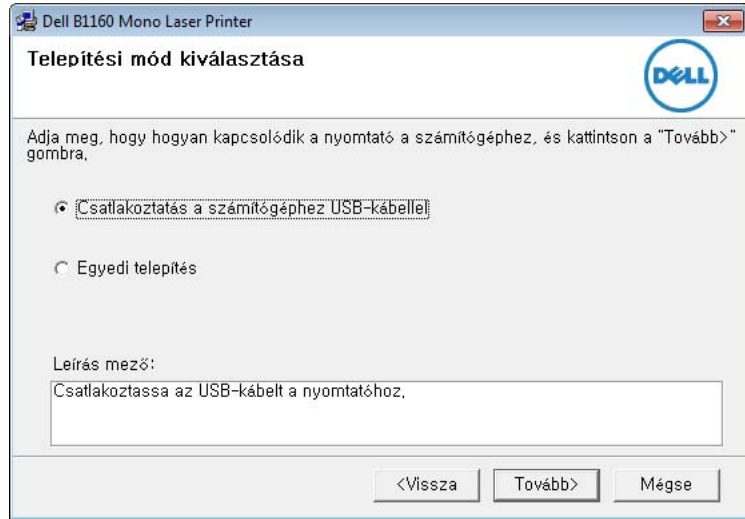 Dell B1160 Mono Laser Printer
Telepítési mód kiválasztása
DELL
Adja meg, hogy hogyan kapcsolódik a nyomtató a számítógéphez, és kattintson a "Tovább>"
gombra,
Csatlakoztatás a számítógéphez USB-kábellel
Egyedi telepítés
Leírás mező:
Csatlakoztassa az USB-kábelt a nyomtatóhoz,
<Vissza
Tovább>
Mégse